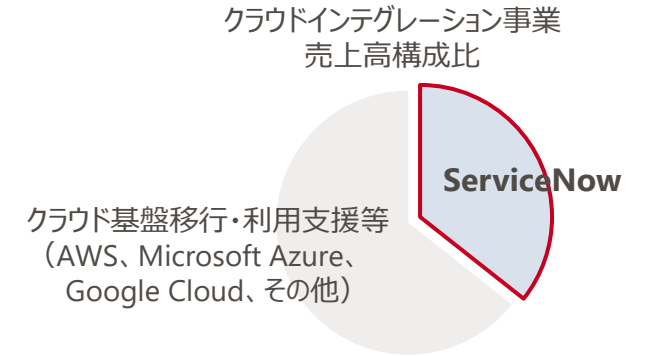 クラウドインテグレーション事業
売上高構成比
ServiceNow
クラウド基盤移行・利用支援等
（AWS、Microsoft Azure、
Google Cloud、その他）